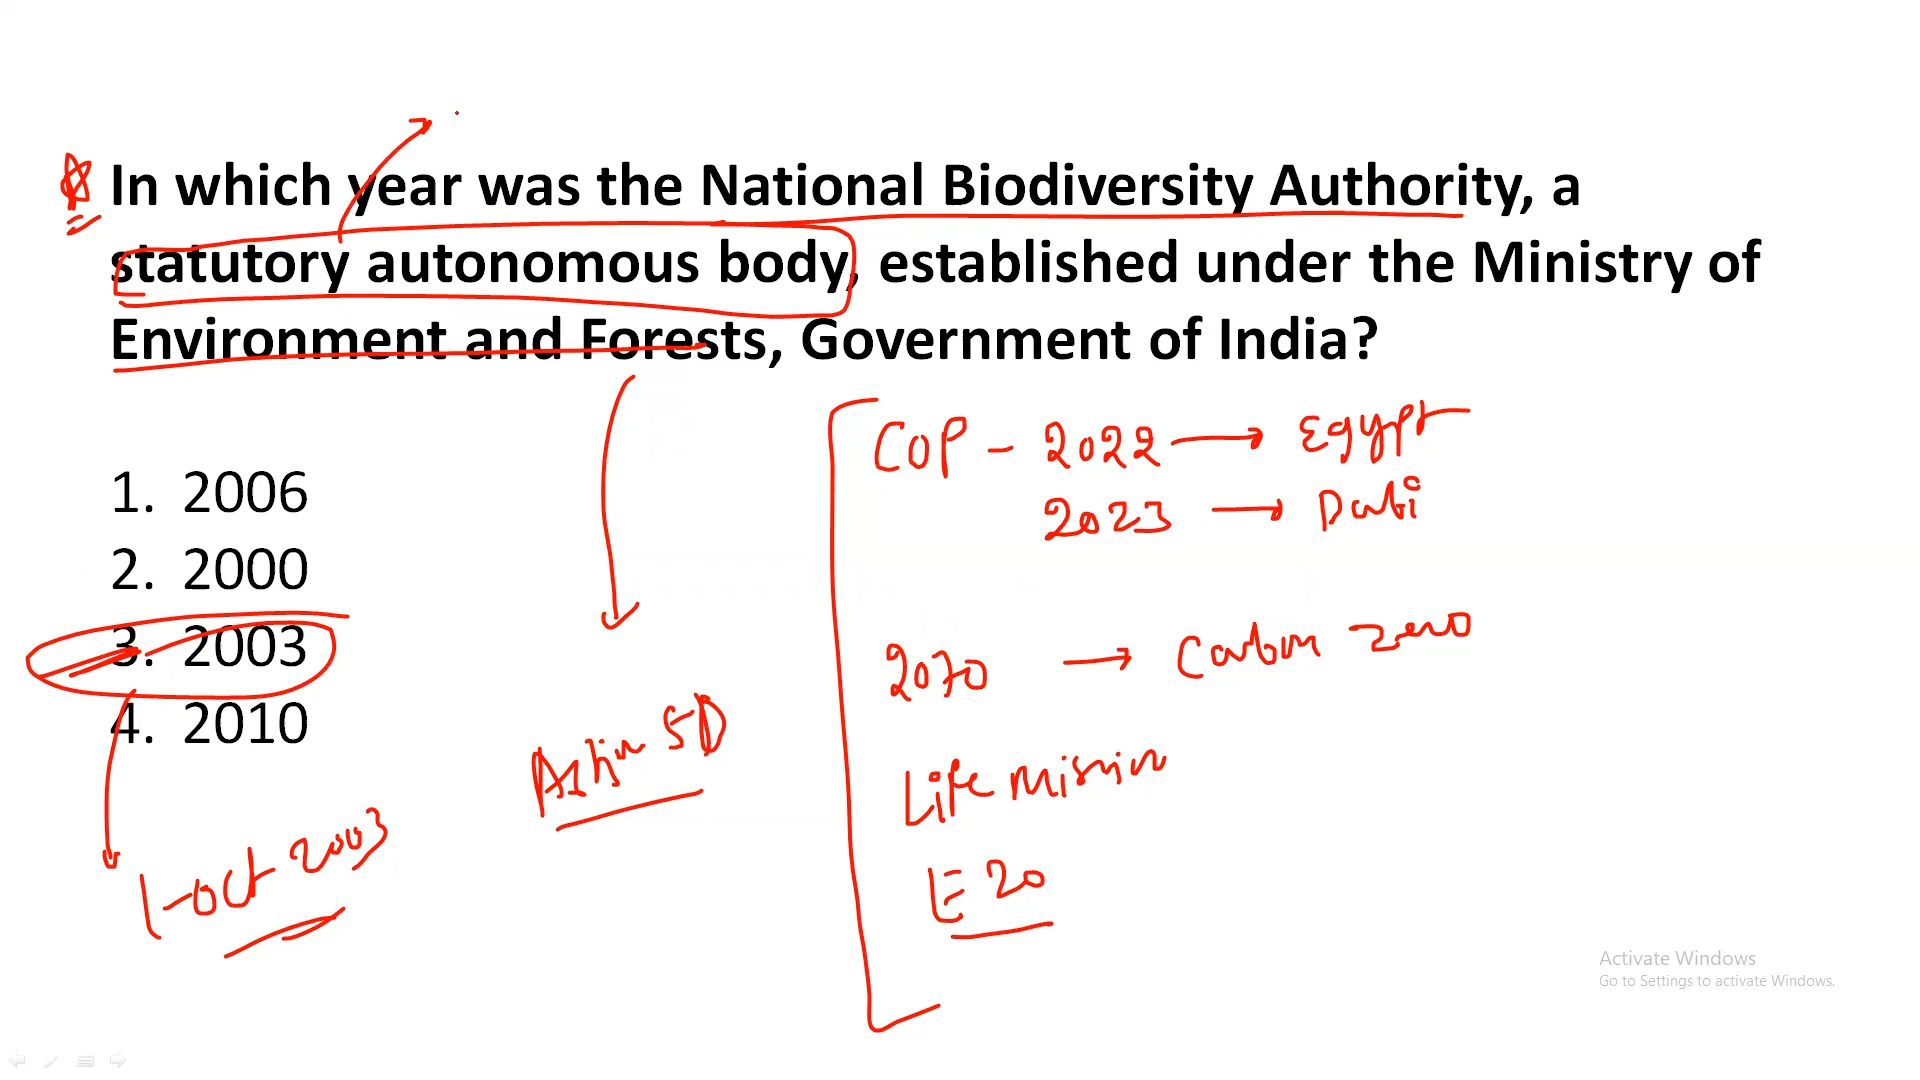 In which year was the National Biodiversity Authority, a
statutory autonomous body, established under the Ministry of
Environment and Forests, Government of India?
1. 2006
2. 2000
3. 2003
4. 2010
1-Oct 2003
5D
COP - 2022 → Egypt
2023 →
2070 → Carbon zero
Life mission
E20
Activate Windows
Go to Settings to activate Windows.